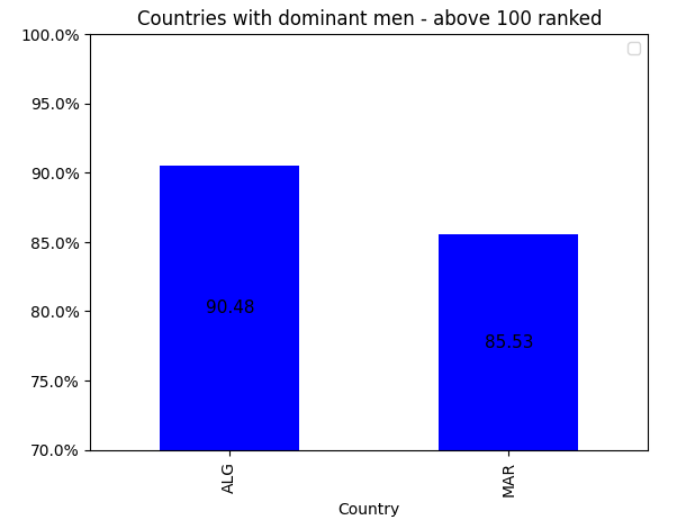 Countries with dominant men - above 100 ranked
100.0%
95.0%
90.0%
85.0%
80.0%
75.0%
70.0%
90.48
85.53
ALG
MAR
Country